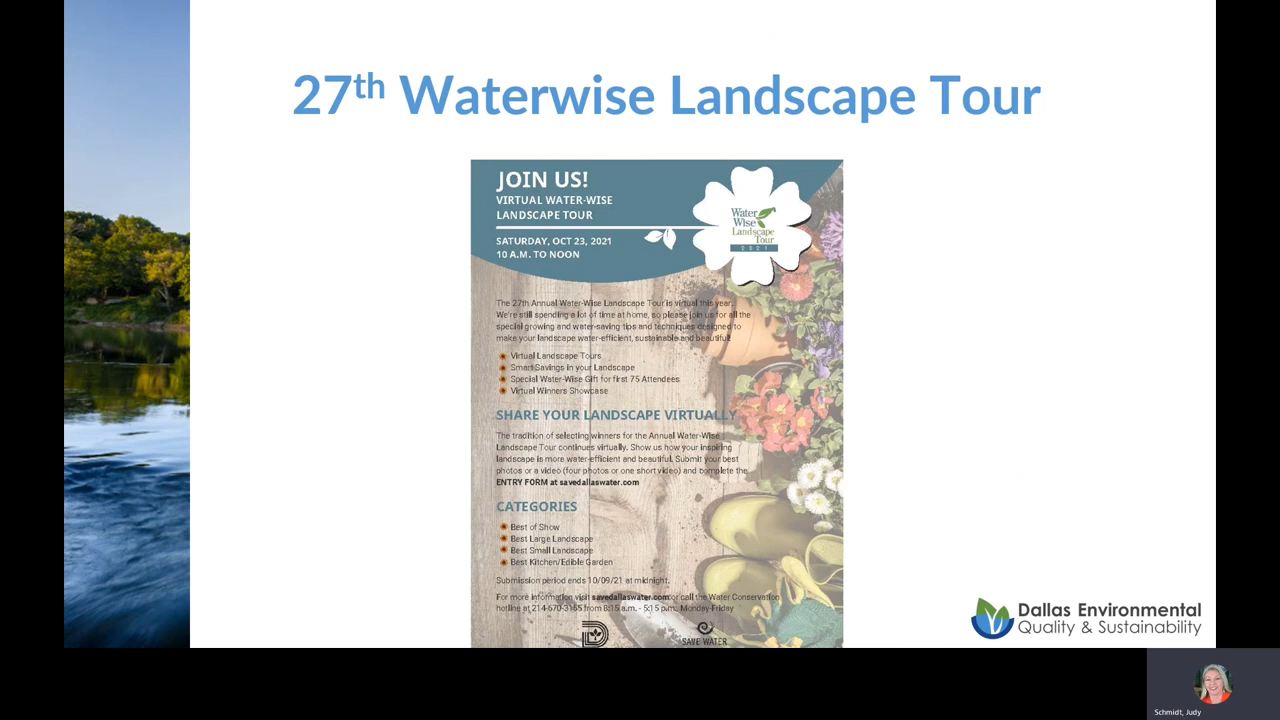 27th Waterwise Landscape Tour
JOIN US!
VIRTUAL WATER-WISE
LANDSCAPE TOUR
SATURDAY, OCT 23, 2021
10 A.M. TO NOON
Water
Wise
Landscape
Tour
2021
The 27th Annual Water-Wise Landscape Tour is virtual this year.
We're still spending a lot of time at home, so please join us for all the
special growing and water-saving tips and techniques designed to
make your landscape water-efficient, sustainable and beautiful!
Virtual Landscape Tours
Smart Savings in your Landscape
Special Water-Wise Gift for first 75 Attendees
Virtual Winners Showcase
SHARE YOUR LANDSCAPE VIRTUALLY
The tradition of selecting winners for the Annual Water-Wise
Landscape Tour continues virtually. Show us how your inspiring
landscape is more water-efficient and beautiful. Submit your best
photos or a video (four photos or one short video) and complete the
ENTRY FORM at savedallaswater.com
CATEGORIES
Best of Show
Best Large Landscape
Best Small Landscape
Best Kitchen/Edible Garden
Submission period ends 10/09/21 at midnight.
For more information visit savedallaswater.com or call the Water Conservation
hotline at 214-670-3155 from 8:15 a.m. - 5:15 p.m. Monday-Friday
SAVE WATER
Dallas Environmental
Quality & Sustainability
Schmidt, Judy